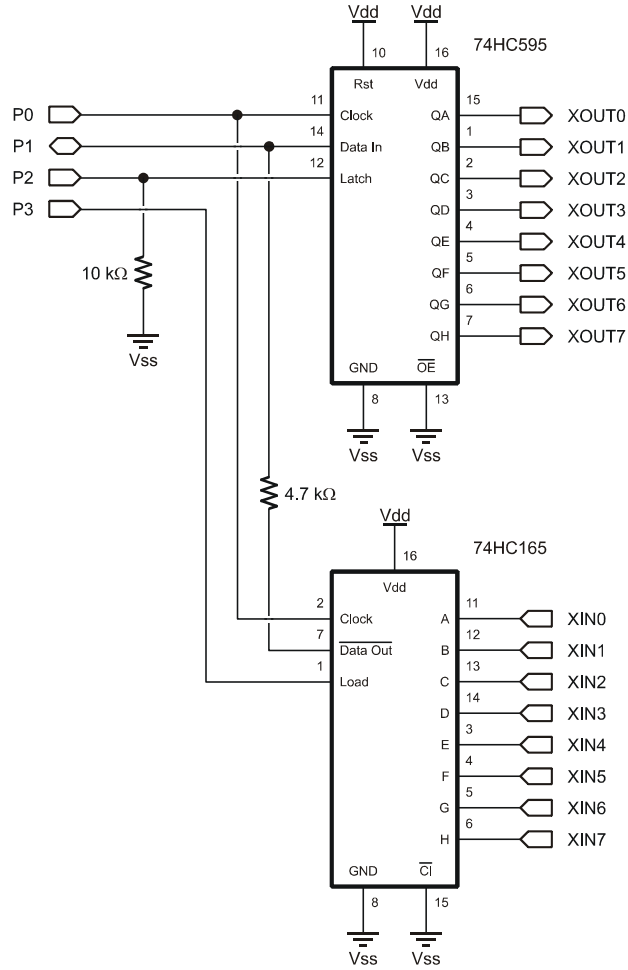 Vdd Vdd
10 16 74HC595
Rst Vdd
P0 11 Clock QA 15 XOUT0
P1 14 Data In QB 1 XOUT1
P2 12 Latch QC 2 XOUT2
P3 QD 3 XOUT3
QE 4 XOUT4
10 kΩ QF 5 XOUT5
QG 6 XOUT6
QH 7 XOUT7
Vss
GND OE
8 13
Vss Vss
4.7 kΩ
Vdd
16 74HC165
Vdd
2 Clock A 11 XIN0
7 Data Out B 12 XIN1
1 Load C 13 XIN2
D 14 XIN3
E 3 XIN4
F 4 XIN5
G 5 XIN6
H 6 XIN7
GND CI
8 15
Vss Vss